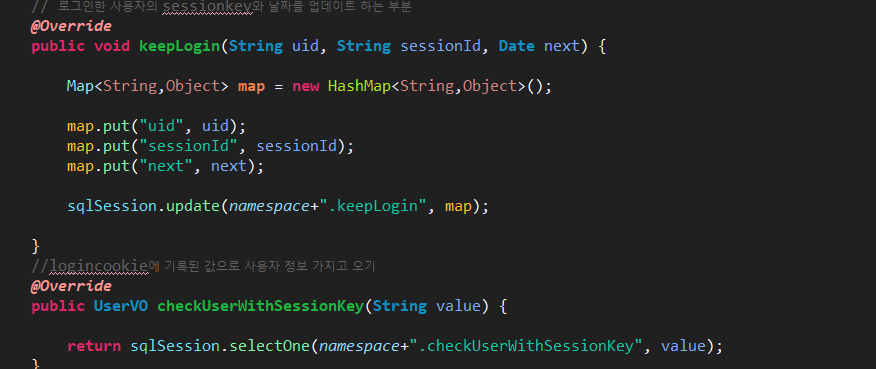 // 로그인한 사용자의 sessionkey와 날짜를 업데이트 하는 부분
@Override
public void keepLogin(String uid, String sessionId, Date next) {
Map<String,Object> map = new HashMap<String,Object>();
map.put("uid", uid);
map.put("sessionId", sessionId);
map.put("next", next);
sqlSession.update(namespace+".keepLogin", map);
}
//logincookie에 기록된 값으로 사용자 정보 가지고 오기
@Override
public UserVO checkUserWithSessionKey(String value) {
return sqlSession.selectOne(namespace+".checkUserWithSessionKey", value);
}